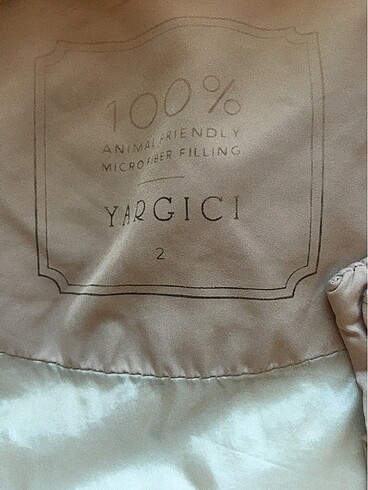 100%
ANIMAL FRIENDLY
MICROFIBER FILLING
YARGICI
2